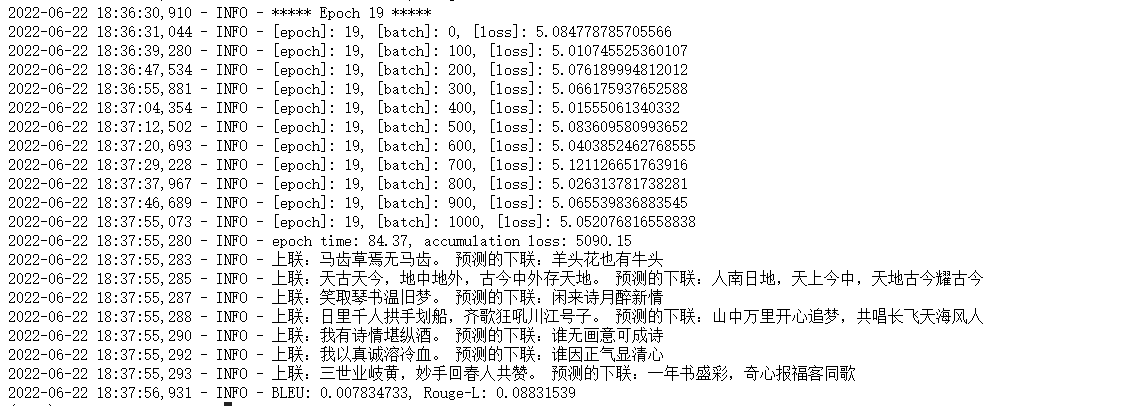 2022-06-22 18:36:30,910 - INFO - ***** Epoch 19 *****
2022-06-22 18:36:31,044 - INFO - [epoch]: 19, [batch]: 0, [loss]: 5.084778785705566
2022-06-22 18:36:39,280 - INFO - [epoch]: 19, [batch]: 100, [loss]: 5.010745525360107
2022-06-22 18:36:47,534 - INFO - [epoch]: 19, [batch]: 200, [loss]: 5.076189994812012
2022-06-22 18:36:55,881 - INFO - [epoch]: 19, [batch]: 300, [loss]: 5.066175937652588
2022-06-22 18:37:04,354 - INFO - [epoch]: 19, [batch]: 400, [loss]: 5.01555061340332
2022-06-22 18:37:12,502 - INFO - [epoch]: 19, [batch]: 500, [loss]: 5.083609580993652
2022-06-22 18:37:20,693 - INFO - [epoch]: 19, [batch]: 600, [loss]: 5.0403852462768555
2022-06-22 18:37:29,228 - INFO - [epoch]: 19, [batch]: 700, [loss]: 5.121126651763916
2022-06-22 18:37:37,967 - INFO - [epoch]: 19, [batch]: 800, [loss]: 5.026313781738281
2022-06-22 18:37:46,689 - INFO - [epoch]: 19, [batch]: 900, [loss]: 5.065539836883545
2022-06-22 18:37:55,073 - INFO - [epoch]: 19, [batch]: 1000, [loss]: 5.052076816558838
2022-06-22 18:37:55,280 - INFO - epoch time: 84.37, accumulation loss: 5090.15
2022-06-22 18:37:55,283 - INFO - 上联：马齿草焉无马齿。 预测的下联：羊头花也有牛头
2022-06-22 18:37:55,285 - INFO - 上联：天古天今，地中地外，古今中外存天地。 预测的下联：人南日地，天上今中，天地古今耀古今
2022-06-22 18:37:55,287 - INFO - 上联：笑取琴书温旧梦。 预测的下联：闲来诗月醉新情
2022-06-22 18:37:55,288 - INFO - 上联：日里千人拱手划船，齐歌狂吼川江号子。 预测的下联：山中万里开心追梦，共唱长飞天海风人
2022-06-22 18:37:55,290 - INFO - 上联：我有诗情堪纵酒。 预测的下联：谁无画意可成诗
2022-06-22 18:37:55,292 - INFO - 上联：我以真诚溶冷血。 预测的下联：谁因正气显清心
2022-06-22 18:37:55,293 - INFO - 上联：三世业岐黄，妙手回春人共赞。 预测的下联：一年书盛彩，奇心报福客同歌
2022-06-22 18:37:56,931 - INFO - BLEU: 0.007834733, Rouge-L: 0.08831539